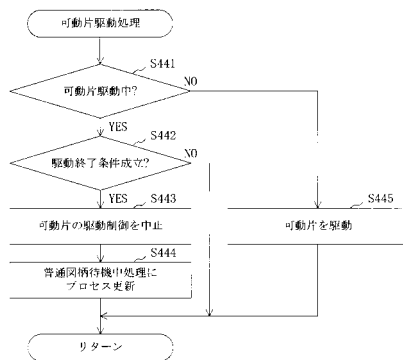 可動片駆動処理
S441
可動片駆動中?
NO
YES
S442
駆動終了条件成立?
NO
YES
S443
可動片の駆動制御を中止
S445
可動片を駆動
S444
普通図柄待機中処理に
プロセス更新
リターン